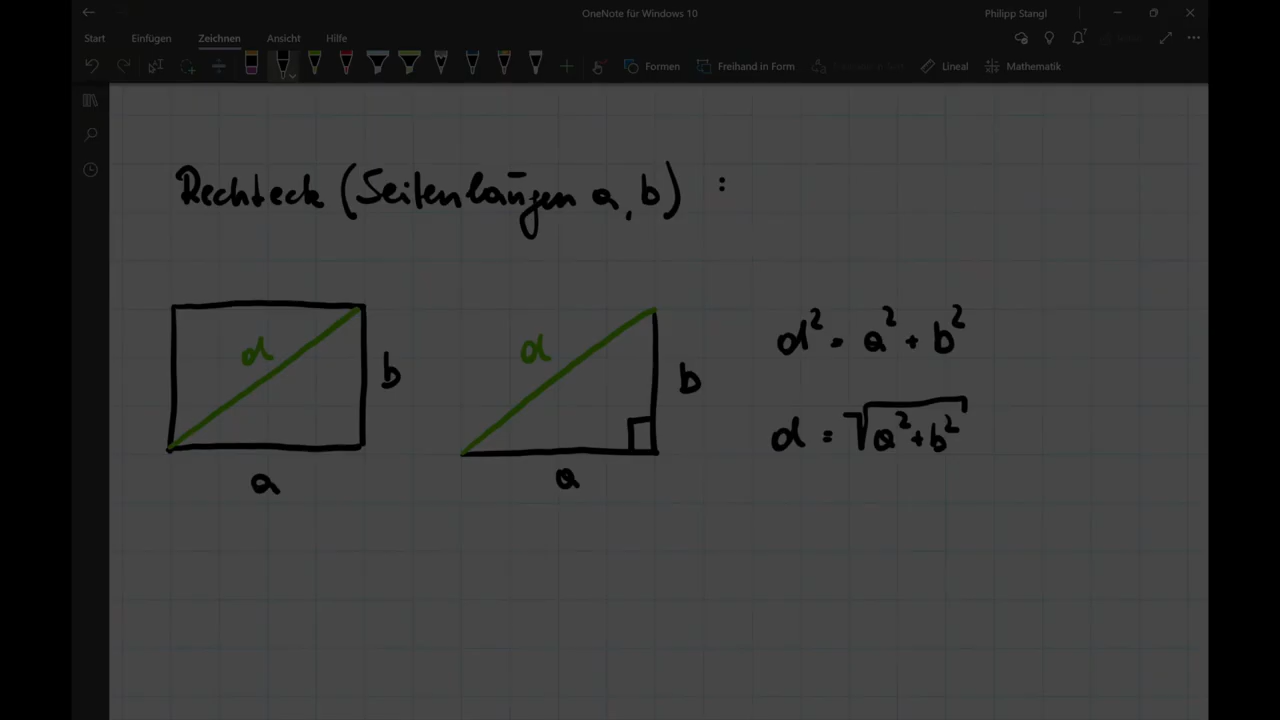 OneNote für Windows 10
Philipp Stangl
Start Einfügen Zeichnen Ansicht Hilfe
Formen Freihand in Form Lineal Mathematik
Rechteck (Seitenlängen a, b) :
d b
a
d b
a
d² = a² + b²
d = √a² + b²